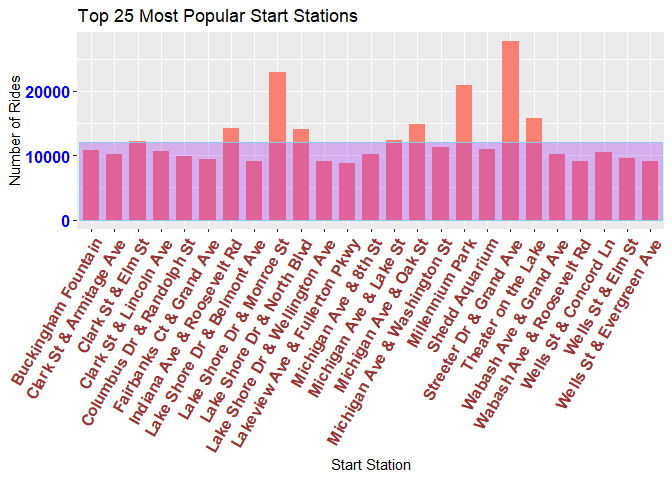 Top 25 Most Popular Start Stations
Number of Rides
20000
10000
0
Buckingham Fountain
Clark St & Armitage Ave
Clark St & Elm St
Clark St & Lincoln Ave
Columbus Dr & Randolph St
Fairbanks Ct & Grand Ave
Indiana Ave & Roosevelt Rd
Lake Shore Dr & Belmont Ave
Lake Shore Dr & Monroe St
Lake Shore Dr & North Blvd
Lake Shore Dr & Wellington Ave
Lakeview Ave & Fullerton Pkwy
Michigan Ave & 8th St
Michigan Ave & Lake St
Michigan Ave & Oak St
Michigan Ave & Washington St
Millennium Park
Shedd Aquarium
Streeter Dr & Grand Ave
Theater on the Lake
Wabash Ave & Grand Ave
Wabash Ave & Roosevelt Rd
Wells St & Concord Ln
Wells St & Elm St
Wells St & Evergreen Ave
Start Station